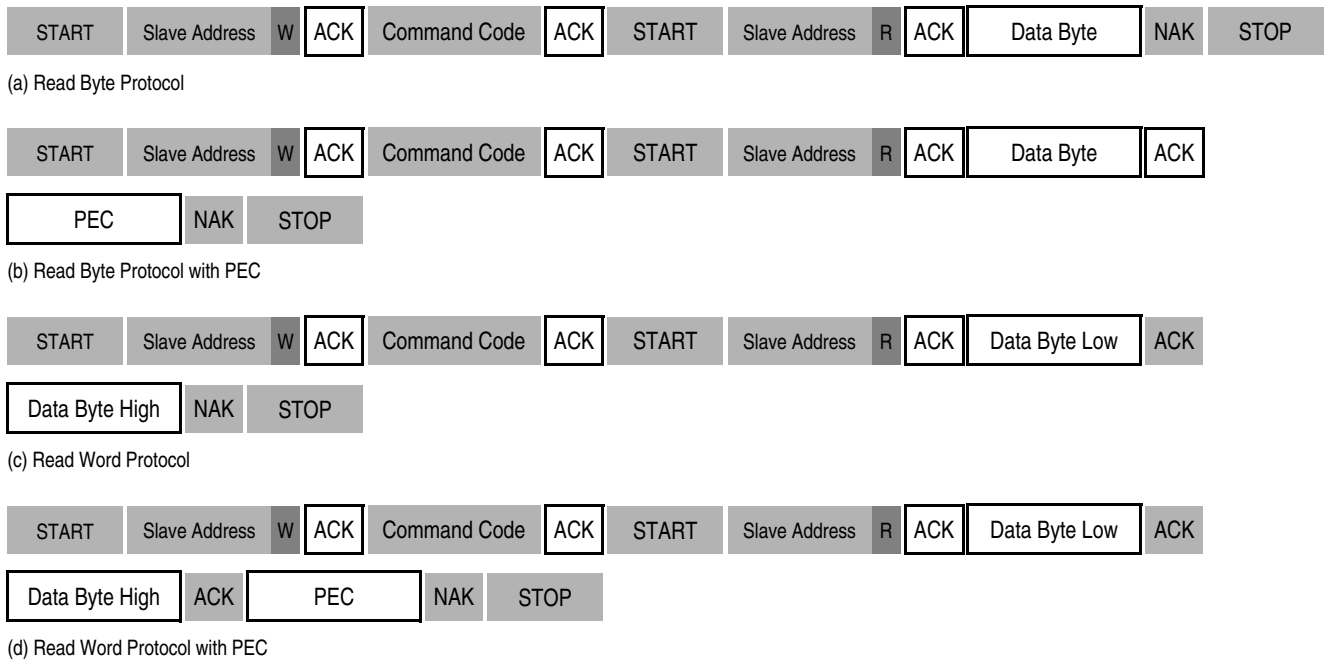 START Slave Address W ACK Command Code ACK START Slave Address R ACK Data Byte NAK STOP
(a) Read Byte Protocol
START Slave Address W ACK Command Code ACK START Slave Address R ACK Data Byte ACK
PEC NAK STOP
(b) Read Byte Protocol with PEC
START Slave Address W ACK Command Code ACK START Slave Address R ACK Data Byte Low ACK
Data Byte High NAK STOP
(c) Read Word Protocol
START Slave Address W ACK Command Code ACK START Slave Address R ACK Data Byte Low ACK
Data Byte High ACK PEC NAK STOP
(d) Read Word Protocol with PEC